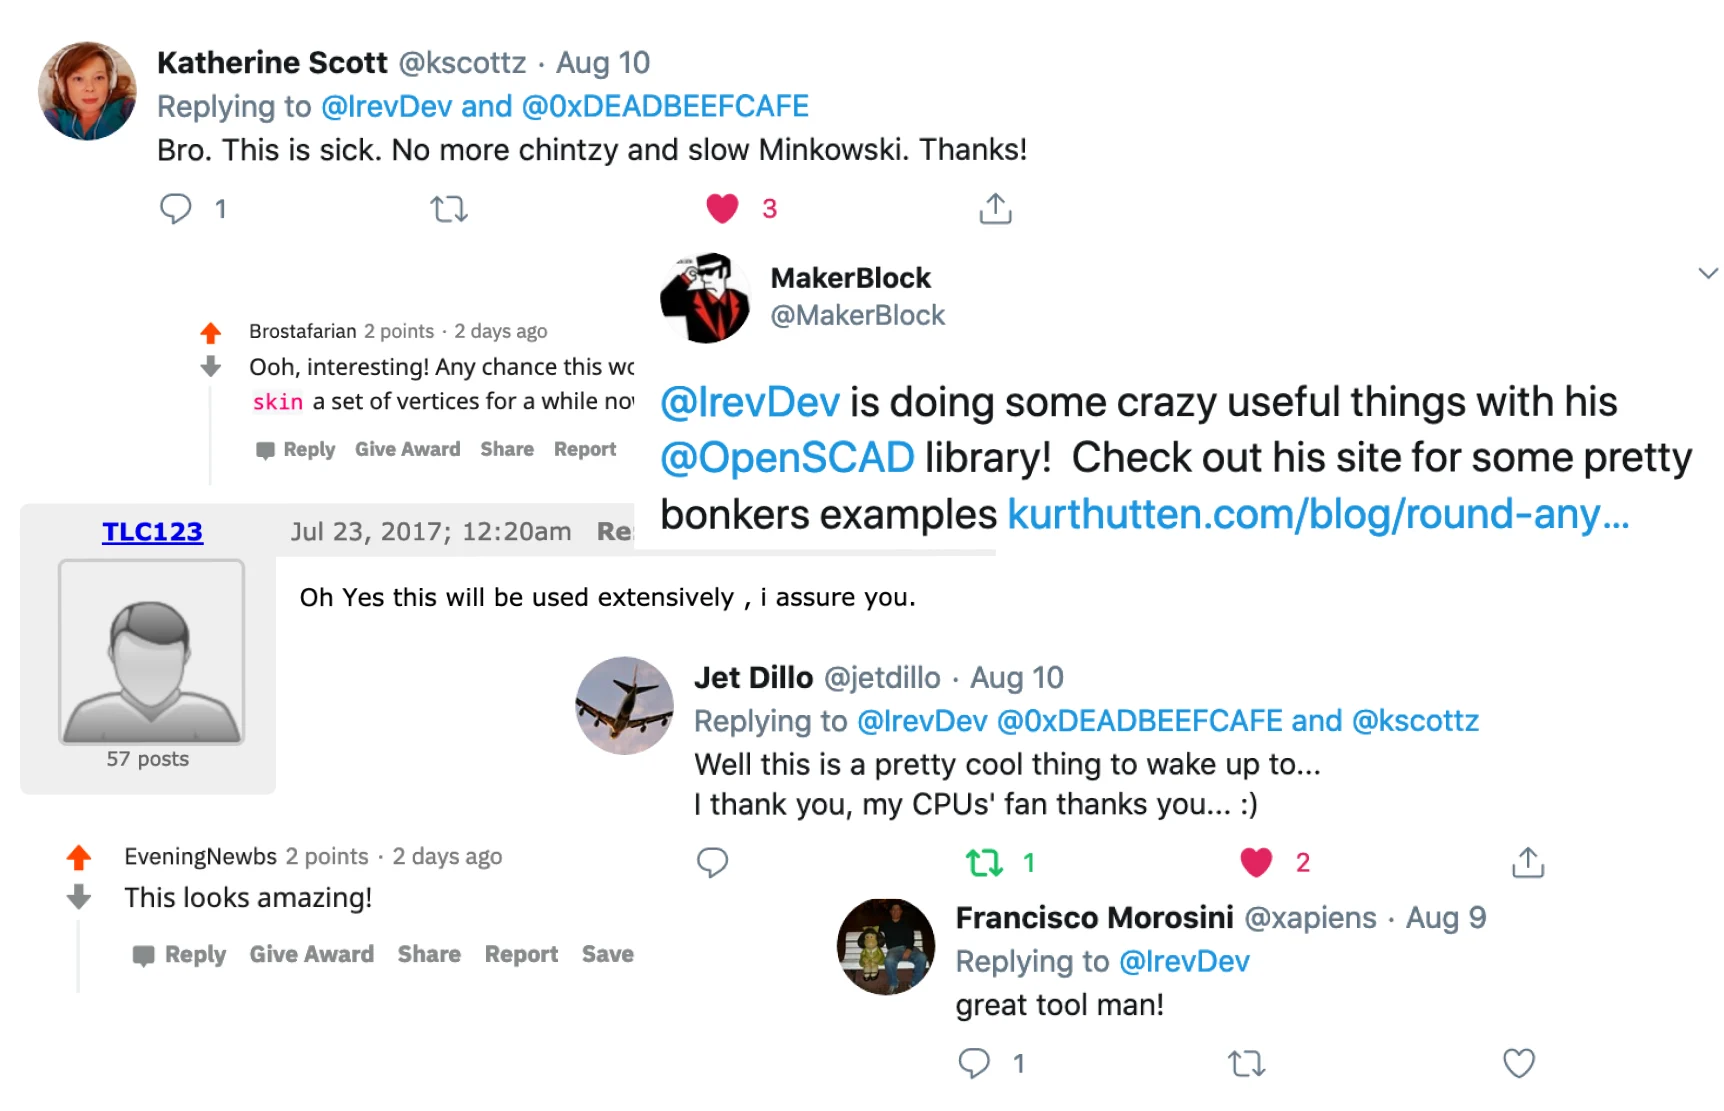 Katherine Scott @kscottz · Aug 10
Replying to @IrevDev and @0xDEADBEEFCAFE
Bro. This is sick. No more chintzy and slow Minkowski. Thanks!
1
3
MakerBlock
@MakerBlock
@IrevDev is doing some crazy useful things with his
@OpenSCAD library!  Check out his site for some pretty
bonkers examples kurthutten.com/blog/round-any...
Brostafarian 2 points · 2 days ago
Ooh, interesting! Any chance this
skin a set of vertices for a while
Reply Give Award Share Report
TLC123
Jul 23, 2017; 12:20am
57 posts
Oh Yes this will be used extensively , i assure you.
Jet Dillo @jetdillo · Aug 10
Replying to @IrevDev @0xDEADBEEFCAFE and @kscottz
Well this is a pretty cool thing to wake up to...
I thank you, my CPUs' fan thanks you... :)
1
2
EveningNewbs 2 points · 2 days ago
This looks amazing!
Reply Give Award Share Report Save
Francisco Morosini @xapiens · Aug 9
Replying to @IrevDev
great tool man!
1